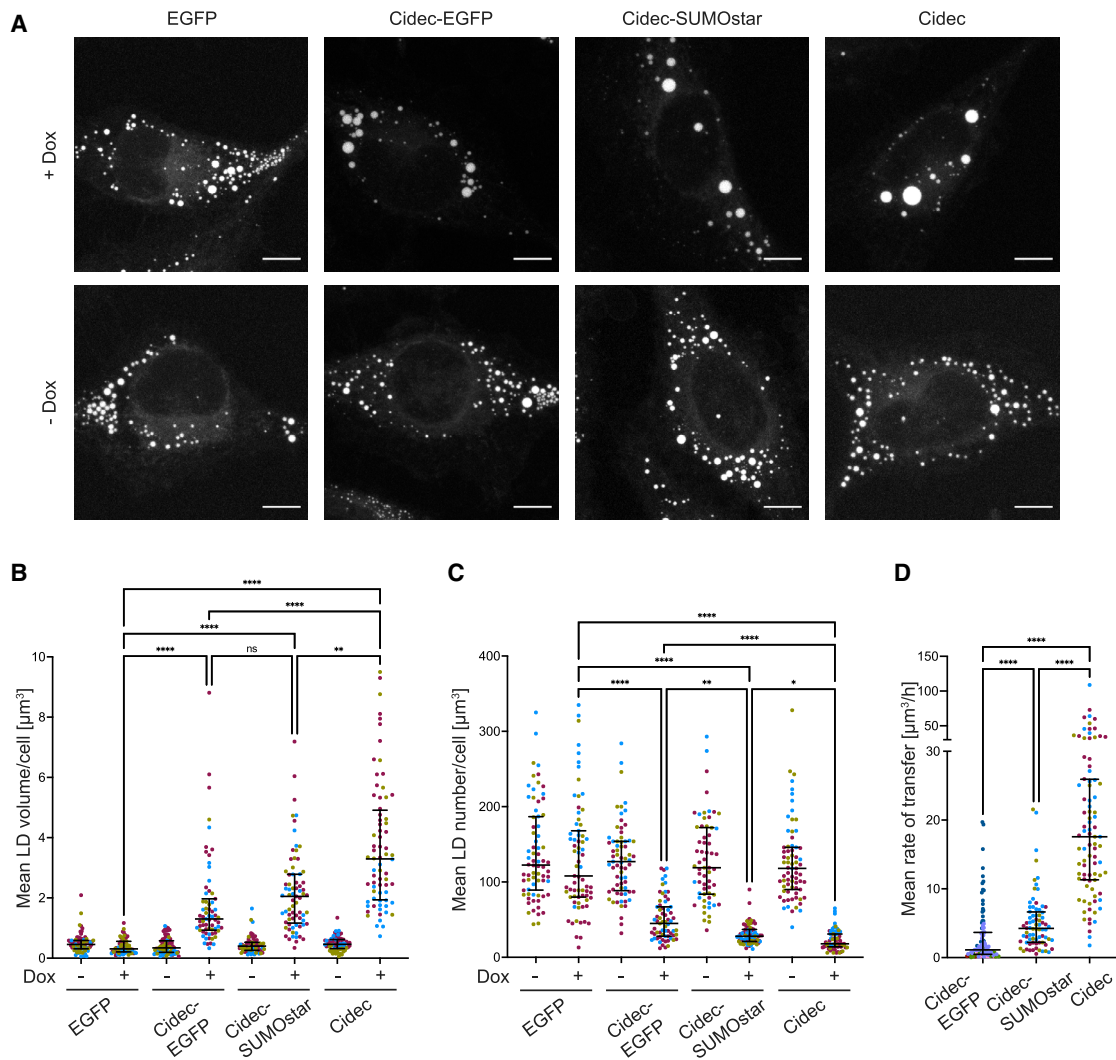 A
EGFP
Cidec-EGFP
Cidec-SUMOstar
Cidec
+ Dox
- Dox
B
****
****
****
****
ns
**
Mean LD volume/cell [µm³]
10
8
6
4
2
0
Dox
-
+
-
+
-
+
-
+
EGFP
Cidec-
EGFP
Cidec-
SUMOstar
Cidec
C
****
****
****
****
**
*
Mean LD number/cell [µm³]
400
300
200
100
0
Dox
-
+
-
+
-
+
-
+
EGFP
Cidec-
EGFP
Cidec-
SUMOstar
Cidec
D
****
****
****
Mean rate of transfer [µm³/h]
150
100
50
30
20
10
0
Cidec-
EGFP
Cidec-
SUMOstar
Cidec